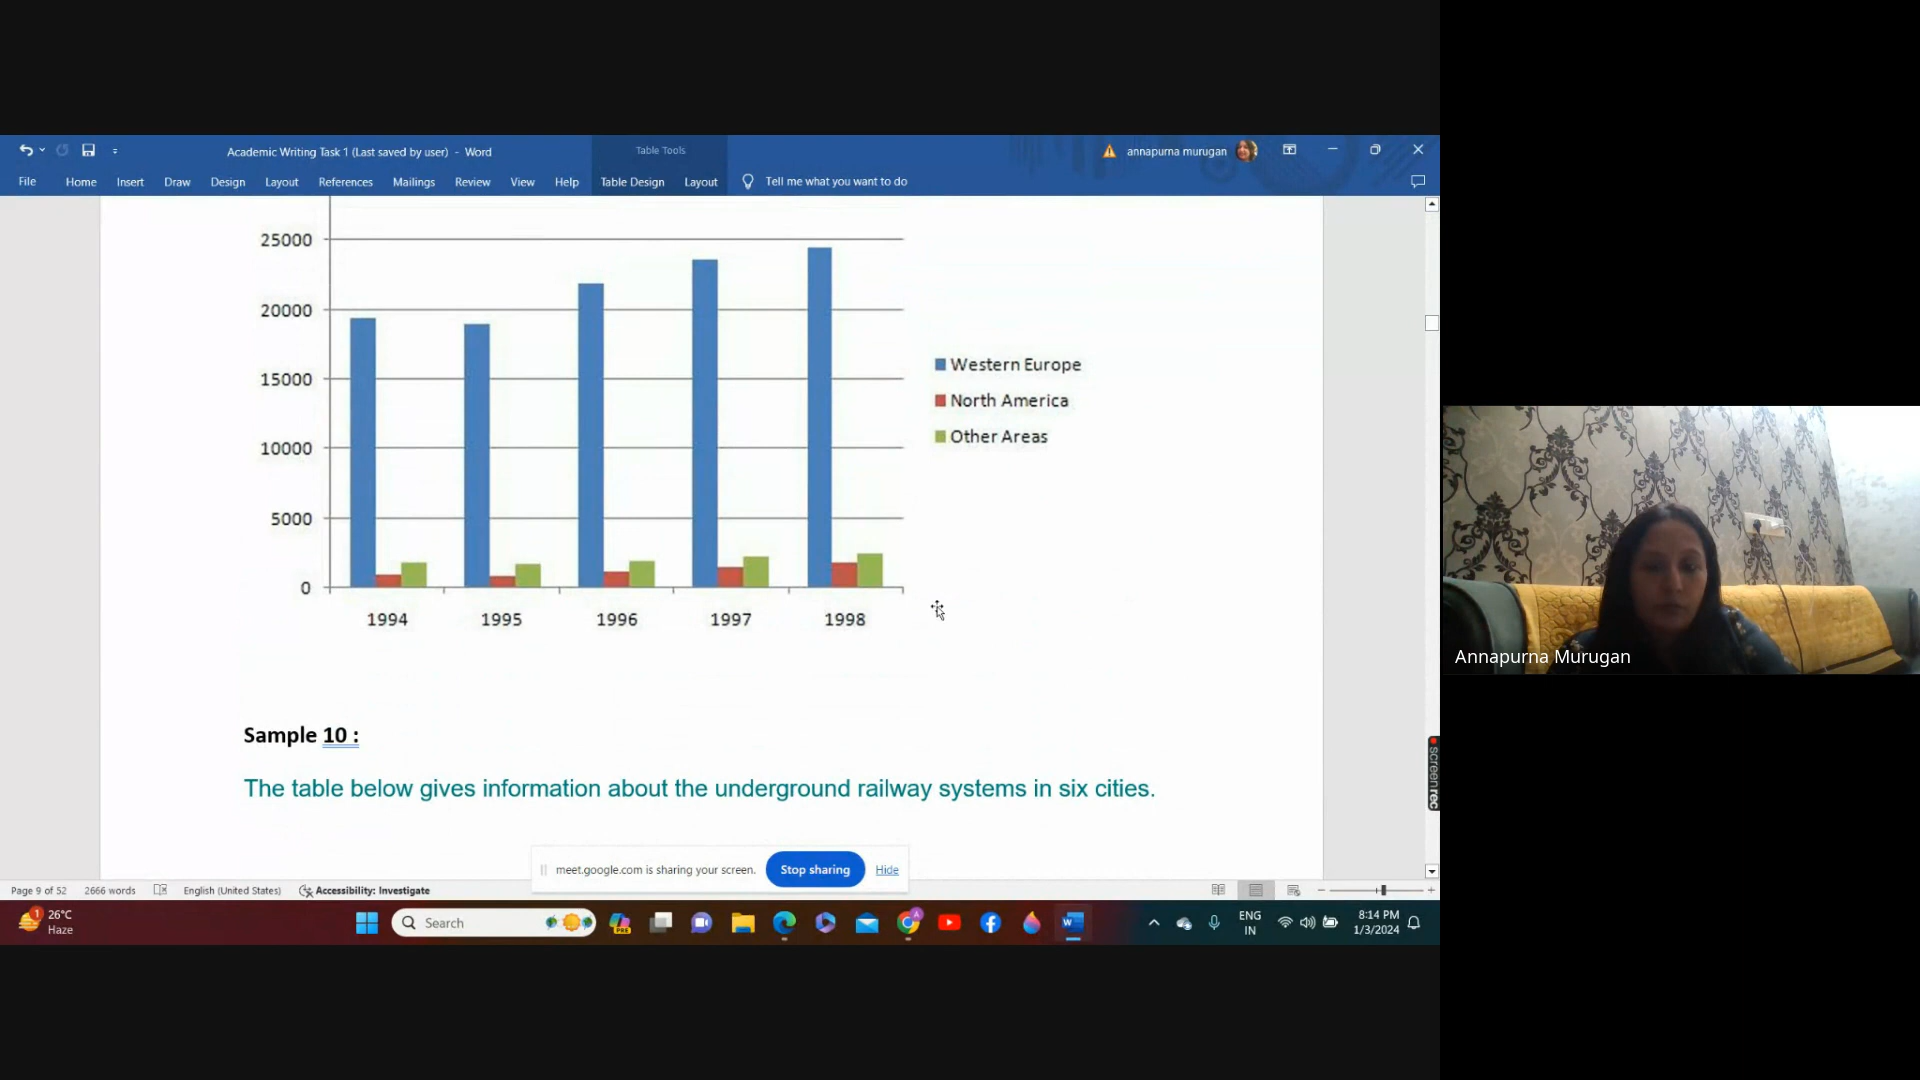 Academic Writing Task 1 (Last saved by user) - Word
Table Tools
annapurna murugan
File Home Insert Draw Design Layout References Mailings Review View Help Table Design Layout Tell me what you want to do
25000
20000
15000
10000
5000
0
1994 1995 1996 1997 1998
Western Europe
North America
Other Areas
Sample 10 :
The table below gives information about the underground railway systems in six cities.
meet.google.com is sharing your screen. Stop sharing Hide
Page 9 of 52 2666 words English (United States) Accessibility: Investigate
1
26°C
Haze
Search
PRE
A
W
ENG
IN
8:14 PM
1/3/2024
screenrec
Annapurna Murugan